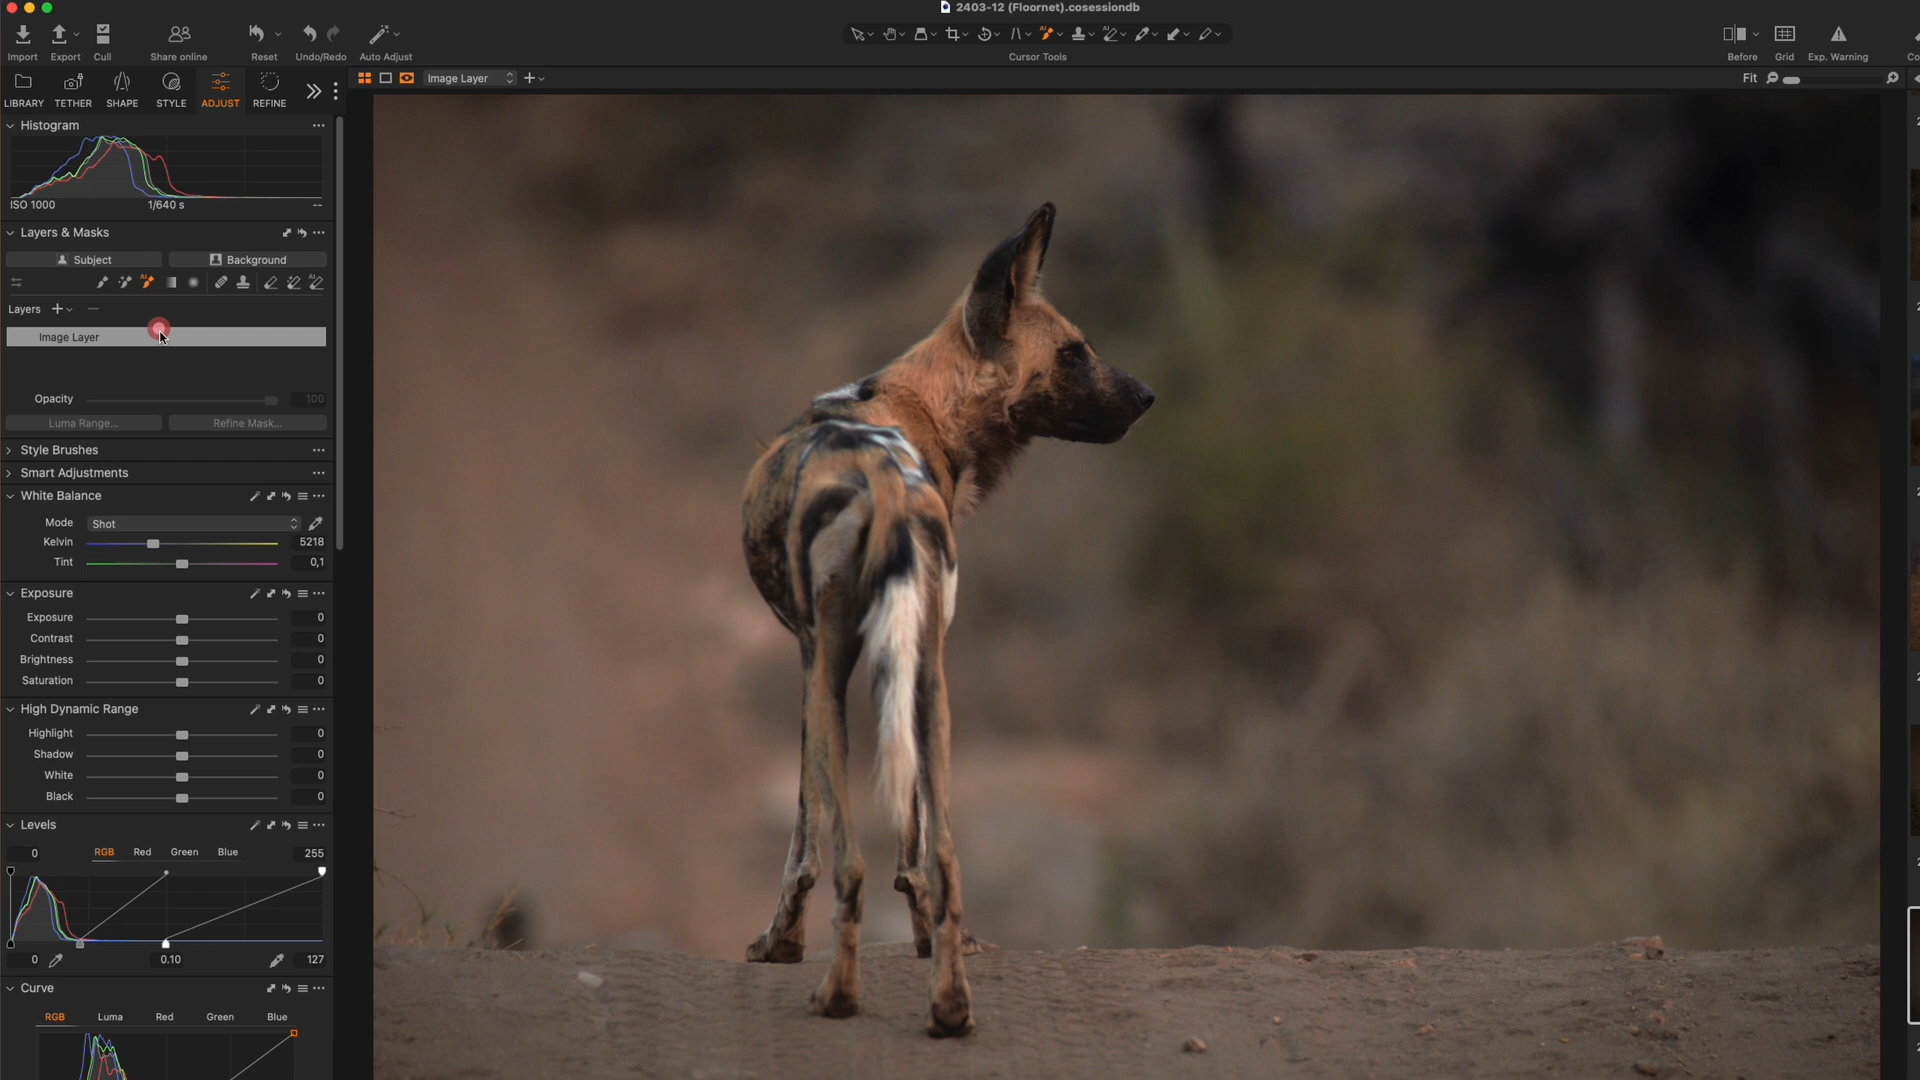 2403-12 (Floornet).cosessiondb
Import Export Cull Share online Reset Undo/Redo Auto Adjust Cursor Tools Before Grid Exp. Warning Co
LIBRARY TETHER SHAPE STYLE ADJUST REFINE
Image Layer
Fit
Histogram
ISO 1000 1/640 s --
Layers & Masks
Subject Background
Layers
Image Layer
Opacity 100
Luma Range... Refine Mask...
Style Brushes
Smart Adjustments
White Balance
Mode Shot
Kelvin 5218
Tint 0,1
Exposure
Exposure 0
Contrast 0
Brightness 0
Saturation 0
High Dynamic Range
Highlight 0
Shadow 0
White 0
Black 0
Levels
0 RGB Red Green Blue 255
0 0.10 127
Curve
RGB Luma Red Green Blue